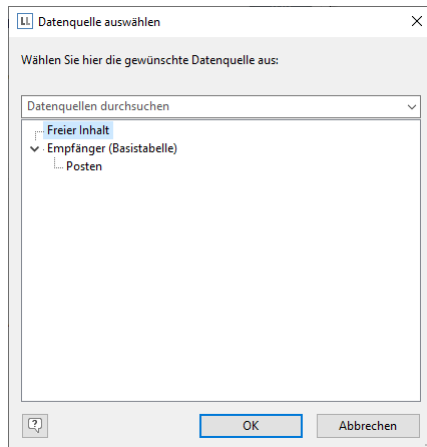 LL Datenquelle auswählen
Wählen Sie hier die gewünschte Datenquelle aus:
Datenquellen durchsuchen
Freier Inhalt
Empfänger (Basistabelle)
Posten
?
OK Abbrechen